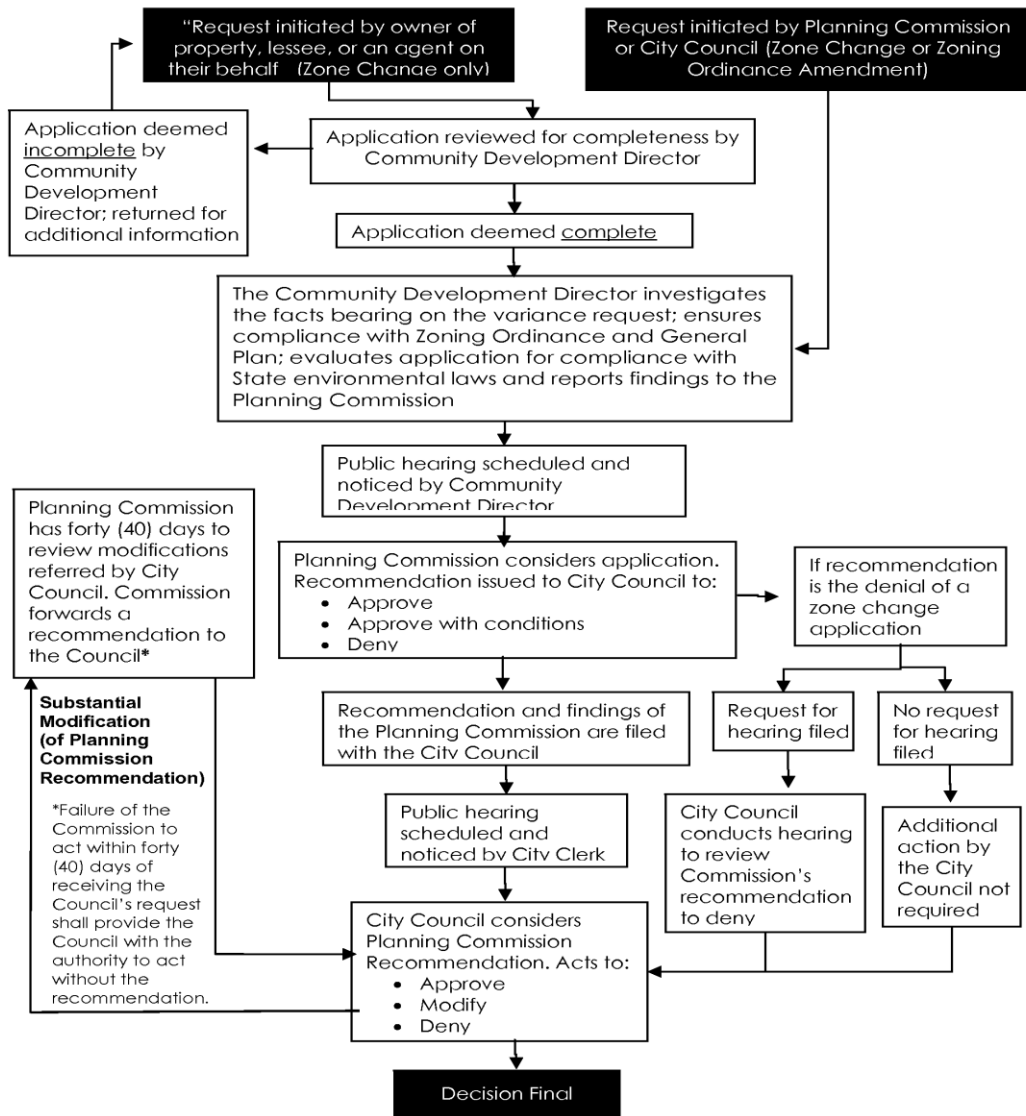 “Request initiated by owner
of property, lessee, or an agent on
their behalf (Zone Change only)
Request initiated by Planning Commission
or City Council (Zone Change or Zoning
Ordinance Amendment)
Application deemed
incomplete by
Community
Development
Director; returned for
additional information
Application reviewed for completeness by
Community Development Director
Application deemed complete
The Community Development Director investigates
the facts bearing on the variance request; ensures
compliance with Zoning Ordinance and General
Plan; evaluates application for compliance with
State environmental laws and reports findings to the
Planning Commission
Public hearing scheduled and
noticed by Community
Development Director
Planning Commission
has forty (40) days to
review modifications
referred by City
Council. Commission
forwards a
recommendation to
the Council*
Planning Commission considers application.
Recommendation issued to City Council to:
• Approve
• Approve with conditions
• Deny
If recommendation
is the denial of a
zone change
application
Substantial
Modification
(of Planning
Commission
Recommendation)
*Failure of the
Commission to
act within forty
(40) days of
receiving the
Council’s request
shall provide the
Council with the
authority to act
without the
recommendation.
Recommendation and findings of
the Planning Commission are filed
with the City Council
Request for
hearing filed
No request
for hearing
filed
Public hearing
scheduled and
noticed by City Clerk
City Council
conducts hearing
to review
Commission’s
recommendation
to deny
Additional
action by
the City
Council not
required
City Council considers
Planning Commission
Recommendation. Acts to:
• Approve
• Modify
• Deny
Decision Final